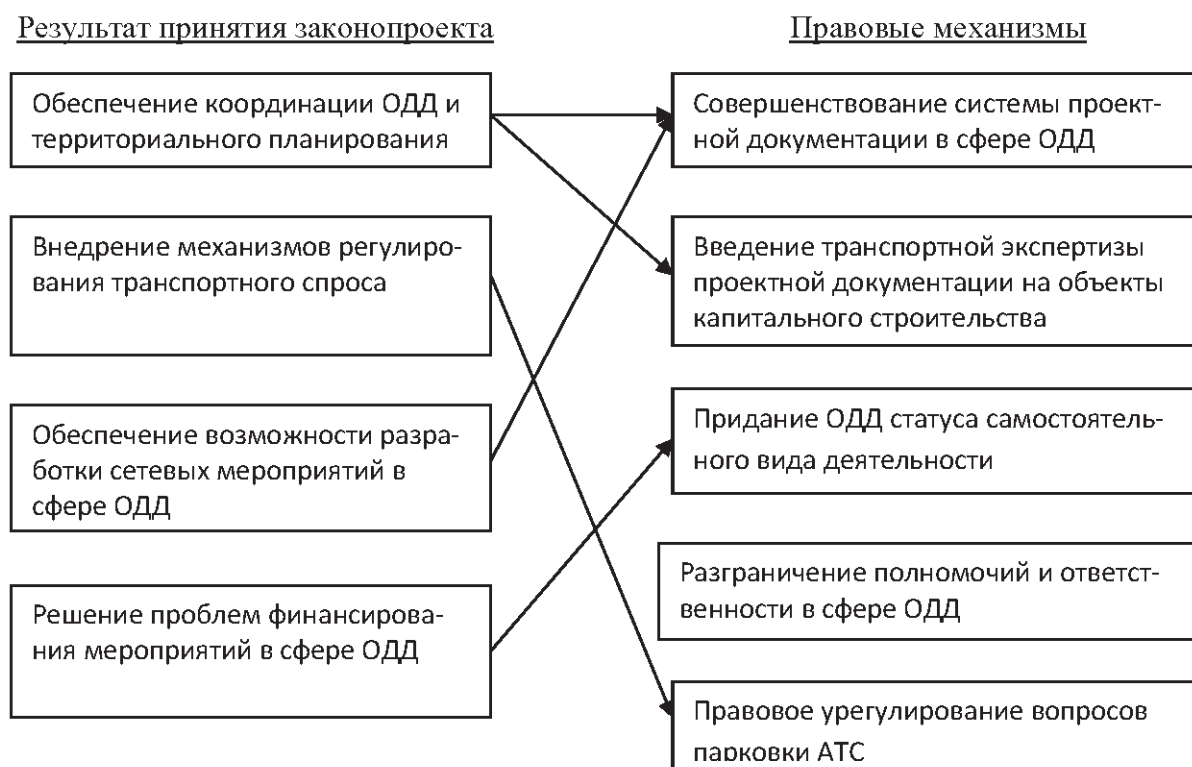 Результат принятия законопроекта
Правовые механизмы
Обеспечение координации ОДД и
территориального планирования
Внедрение механизмов регулиро-
вания транспортного спроса
Обеспечение возможности разра-
ботки сетевых мероприятий в
сфере ОДД
Решение проблем финансирова-
ния мероприятий в сфере ОДД
Совершенствование системы проект-
ной документации в сфере ОДД
Введение транспортной экспертизы
проектной документации на объекты
капитального строительства
Придание ОДД статуса самостоятель-
ного вида деятельности
Разграничение полномочий и ответст-
венности в сфере ОДД
Правовое урегулирование вопросов
парковки АТС